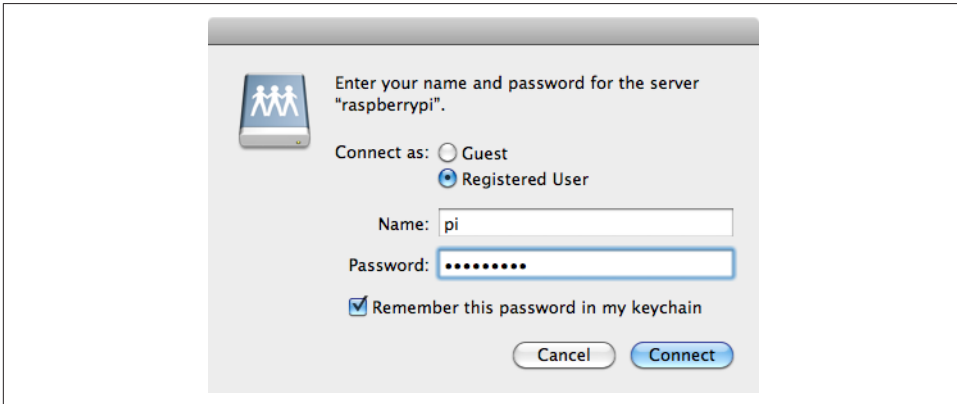 Enter your name and password for the server
“raspberrypi”.
Connect as: Guest
Registered User
Name: pi
Password: •••••••••
Remember this password in my keychain
Cancel Connect